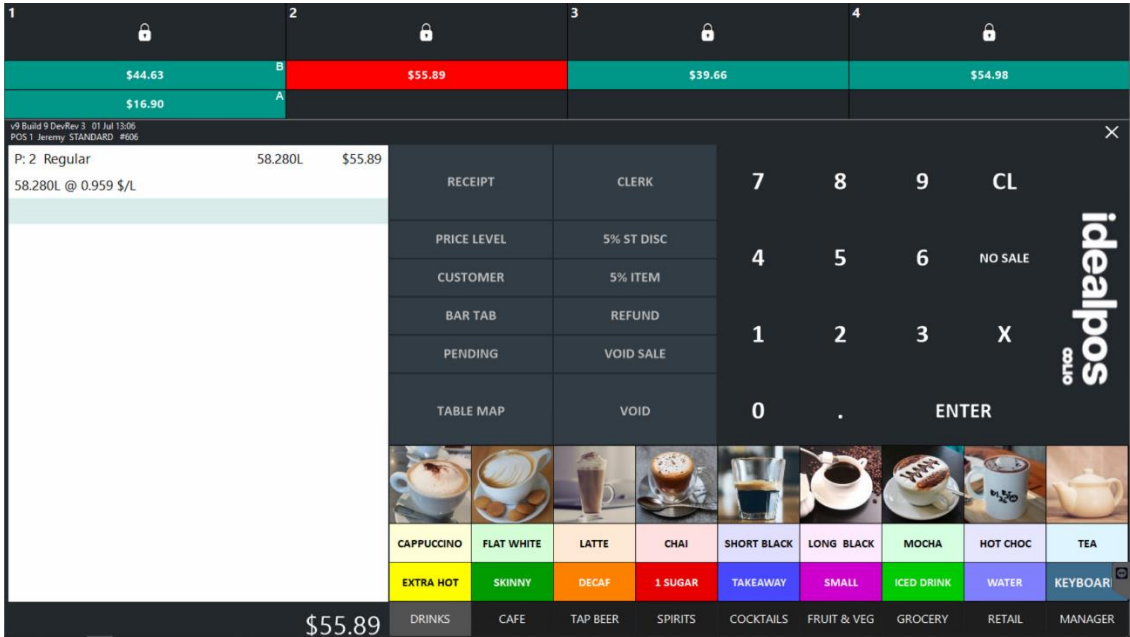 1 2 3 4
$44.63 B $55.89 $39.66 $54.98
$16.90 A
v9 Build 9 DevRev 3 01 Jul 13:06
POS 1 Jeremy STANDARD #606
X
P: 2 Regular 58.280L $55.89
58.280L @ 0.959 $/L
RECEIPT CLERK
PRICE LEVEL 5% ST DISC
CUSTOMER 5% ITEM
BAR TAB REFUND
PENDING VOID SALE
TABLE MAP VOID
7 8 9 CL
4 5 6 NO SALE
1 2 3 X
0 . ENTER
idealpos
CAPPUCCINO FLAT WHITE LATTE CHAI SHORT BLACK LONG BLACK MOCHA HOT CHOC TEA
EXTRA HOT SKINNY DECAF 1 SUGAR TAKEAWAY SMALL ICED DRINK WATER KEYBOAR
$55.89 DRINKS CAFE TAP BEER SPIRITS COCKTAILS FRUIT & VEG GROCERY RETAIL MANAGER